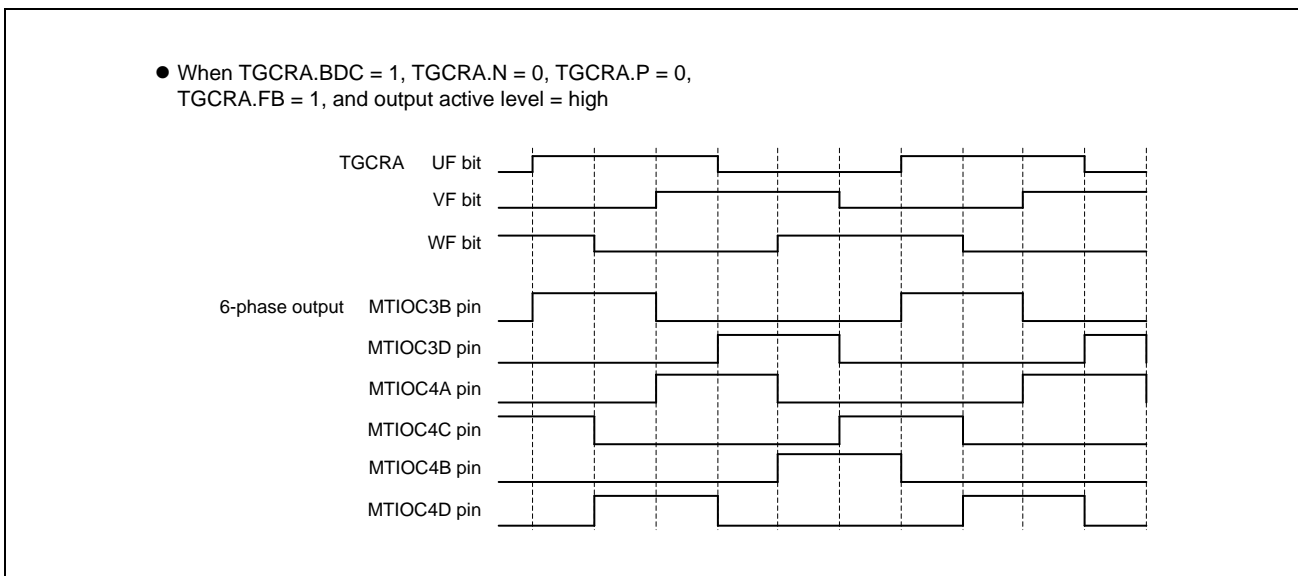 ● When TGCRA.BDC = 1, TGCRA.N = 0, TGCRA.P = 0,
TGCRA.FB = 1, and output active level = high
TGCRA UF bit
VF bit
WF bit
6-phase output MTIOC3B pin
MTIOC3D pin
MTIOC4A pin
MTIOC4C pin
MTIOC4B pin
MTIOC4D pin